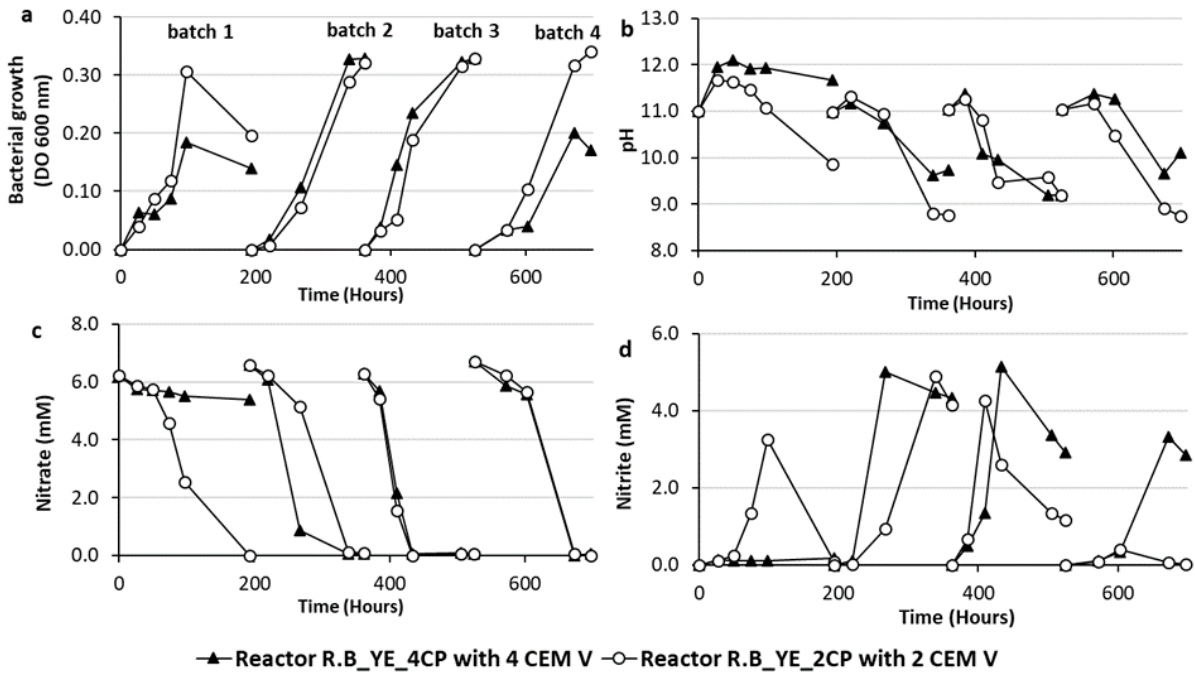 a
0.40
0.30
0.20
0.10
0.00
Bacterial growth
(DO 600 nm)
batch 1
batch 2
batch 3
batch 4
0
200
400
600
Time (Hours)
b
13.0
12.0
11.0
10.0
9.0
8.0
pH
0
200
400
600
Time (Hours)
c
8.0
6.0
4.0
2.0
0.0
Nitrate (mM)
0
200
400
600
Time (Hours)
d
6.0
4.0
2.0
0.0
Nitrite (mM)
0
200
400
600
Time (Hours)
Reactor R.B_YE_4CP with 4 CEM V
Reactor R.B_YE_2CP with 2 CEM V